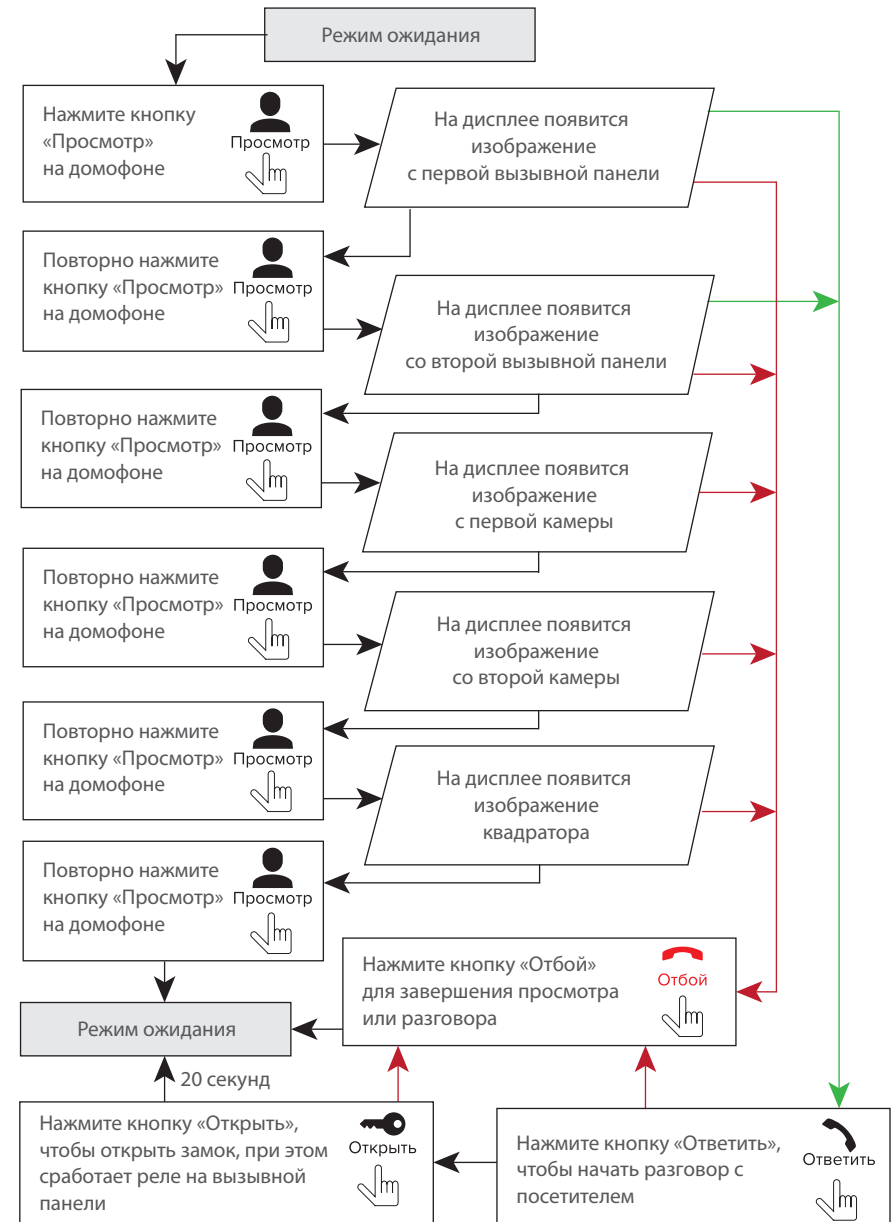 Режим ожидания
Нажмите кнопку
«Просмотр»
на домофоне
Просмотр
На дисплее появится
изображение
с первой вызывной панели
Повторно нажмите
кнопку «Просмотр»
на домофоне
Просмотр
На дисплее появится
изображение
со второй вызывной панели
Повторно нажмите
кнопку «Просмотр»
на домофоне
Просмотр
На дисплее появится
изображение
с первой камеры
Повторно нажмите
кнопку «Просмотр»
на домофоне
Просмотр
На дисплее появится
изображение
со второй камеры
Повторно нажмите
кнопку «Просмотр»
на домофоне
Просмотр
На дисплее появится
изображение
квадратора
Повторно нажмите
кнопку «Просмотр»
на домофоне
Просмотр
Нажмите кнопку «Отбой»
для завершения просмотра
или разговора
Отбой
Режим ожидания
20 секунд
Нажмите кнопку «Открыть»,
чтобы открыть замок, при этом
сработает реле на вызывной
панели
Открыть
Нажмите кнопку «Ответить»,
чтобы начать разговор с
посетителем
Ответить